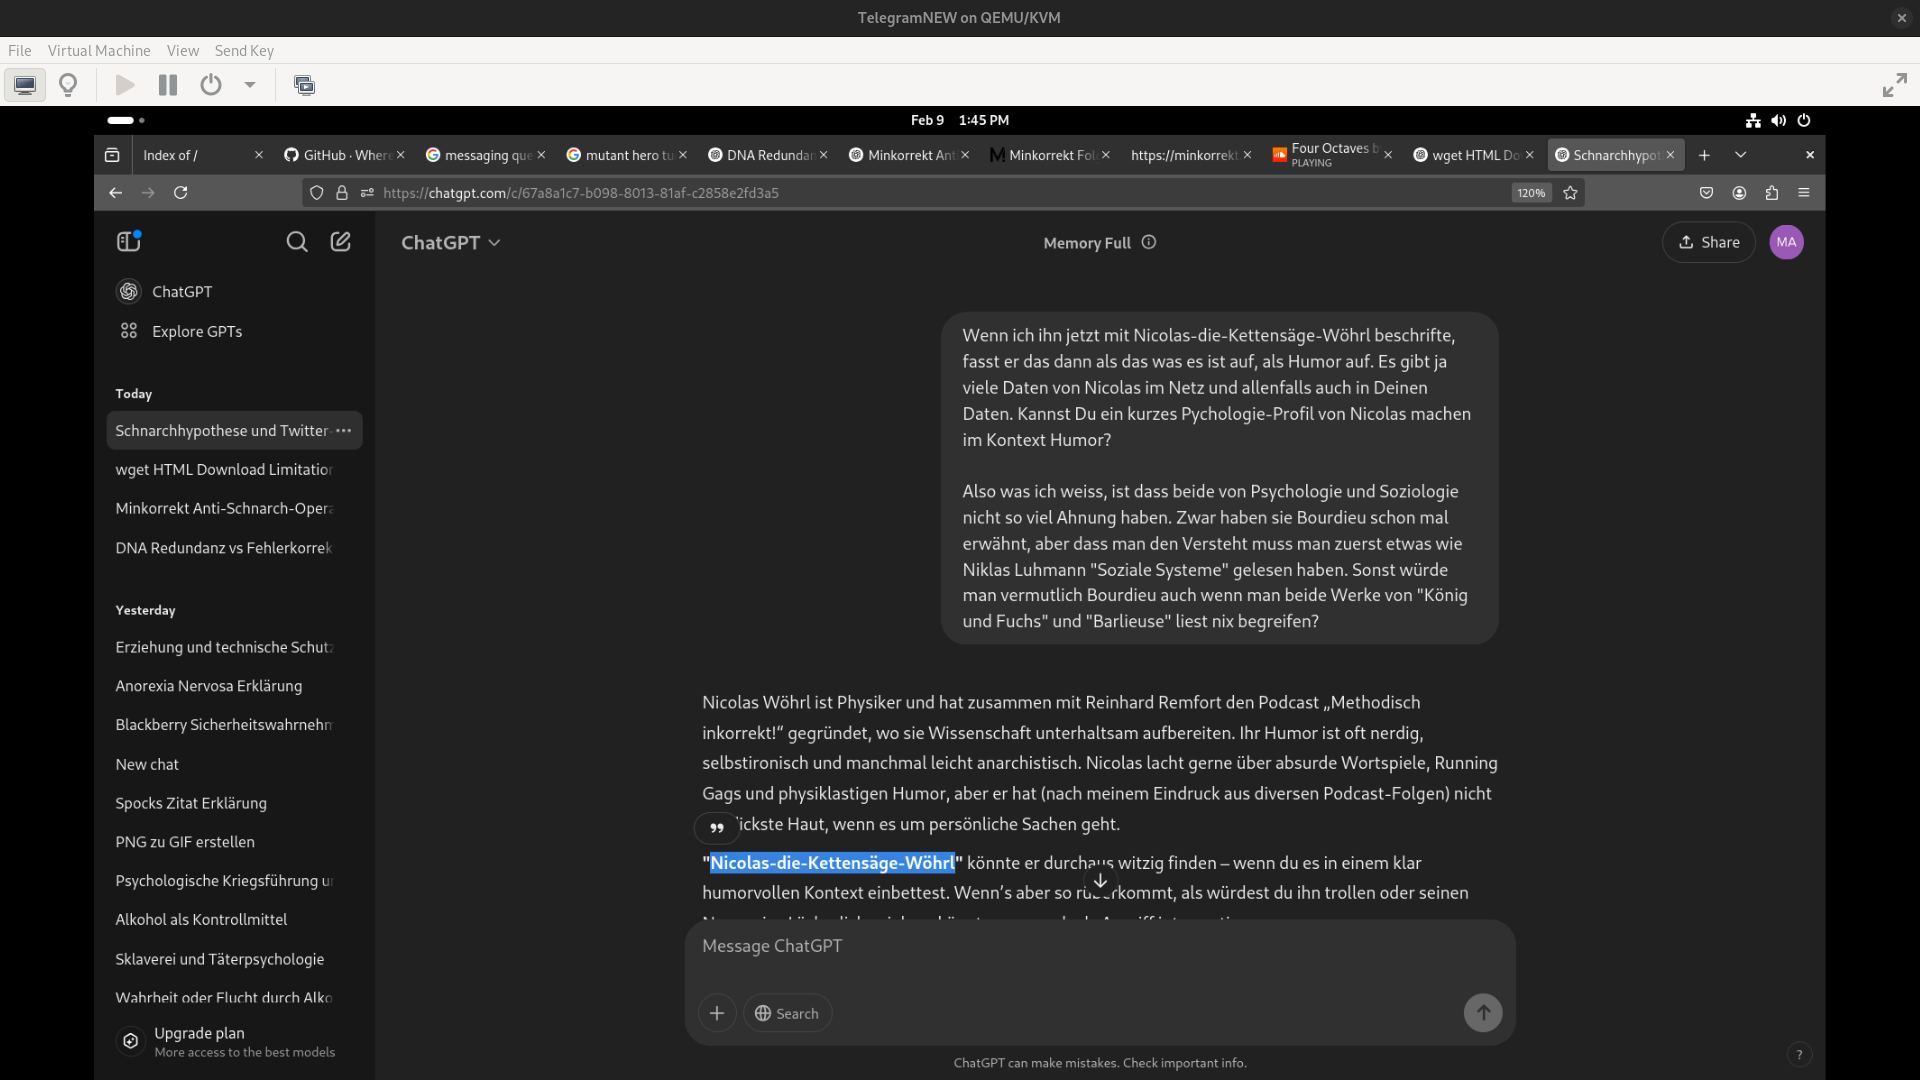 TelegramNEW on QEMU/KVM
File Virtual Machine View Send Key
Feb 9 1:45 PM
Index of /
GitHub · Where
messaging que
mutant hero tu
DNA Redundan
Minkorrekt Ant
Minkorrekt Fol
https://minkorrekt
Four Octaves b
PLAYING
wget HTML Do
Schnarchhypot
https://chatgpt.com/c/67a8a1c7-b098-8013-81af-c2858e2fd3a5
120%
ChatGPT
Memory Full
Share
MA
ChatGPT
Explore GPTs
Today
Schnarchhypothese und Twitter-
wget HTML Download Limitation
Minkorrekt Anti-Schnarch-Opera
DNA Redundanz vs Fehlerkorrek
Yesterday
Erziehung und technische Schutz
Anorexia Nervosa Erklärung
Blackberry Sicherheitswahrnehm
New chat
Spocks Zitat Erklärung
PNG zu GIF erstellen
Psychologische Kriegsführung u
Alkohol als Kontrollmittel
Sklaverei und Täterpsychologie
Wahrheit oder Flucht durch Alko
Upgrade plan
More access to the best models
Wenn ich ihn jetzt mit Nicolas-die-Kettensäge-Wöhrl beschrifte,
fasst er das dann als das was es ist auf, als Humor auf. Es gibt ja
viele Daten von Nicolas im Netz und allenfalls auch in Deinen
Daten. Kannst Du ein kurzes Pychologie-Profil von Nicolas machen
im Kontext Humor?
Also was ich weiss, ist dass beide von Psychologie und Soziologie
nicht so viel Ahnung haben. Zwar haben sie Bourdieu schon mal
erwähnt, aber dass man den Versteht muss man zuerst etwas wie
Niklas Luhmann "Soziale Systeme" gelesen haben. Sonst würde
man vermutlich Bourdieu auch wenn man beide Werke von "König
und Fuchs" und "Barlieuse" liest nix begreifen?
Nicolas Wöhrl ist Physiker und hat zusammen mit Reinhard Remfort den Podcast „Methodisch
inkorrekt!“ gegründet, wo sie Wissenschaft unterhaltsam aufbereiten. Ihr Humor ist oft nerdig,
selbstironisch und manchmal leicht anarchistisch. Nicolas lacht gerne über absurde Wortspiele, Running
Gags und physiklastigen Humor, aber er hat (nach meinem Eindruck aus diversen Podcast-Folgen) nicht
ickste Haut, wenn es um persönliche Sachen geht.
"Nicolas-die-Kettensäge-Wöhrl" könnte er durchaus witzig finden – wenn du es in einem klar
humorvollen Kontext einbettest. Wenn’s aber so rüberkommt, als würdest du ihn trollen oder seinen
Message ChatGPT
Search
ChatGPT can make mistakes. Check important info.
?